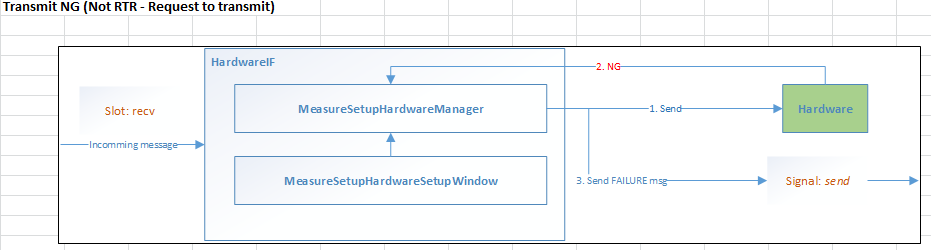 Transmit NG (Not RTR - Request to transmit)
HardwareIF
2. NG
Slot: recv
MeasureSetupHardwareManager
1. Send
Hardware
Incomming message
MeasureSetupHardwareSetupWindow
3. Send FAILURE msg
Signal: send